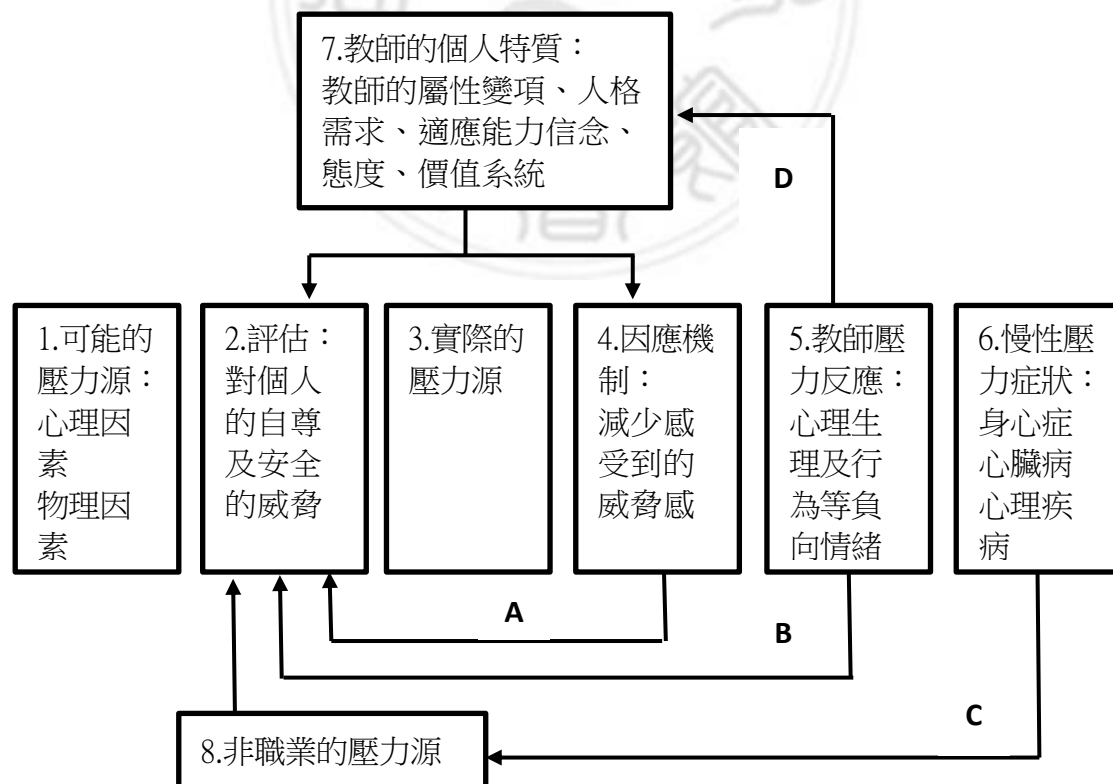 7.教師的個人特質：
教師的屬性變項、人格
需求、適應能力信念、
態度、價值系統
D
1.可能的
壓力源：
心理因
素
物理因
素
2.評估：
對個人
的自尊
及安全
的威脅
3.實際的
壓力源
4.因應機
制：
減少感
受到的
威脅感
5.教師壓
力反應：
心理生
理及行
為等負
向情緒
6.慢性壓
力症狀：
身心症
心臟病
心理疾
病
A
B
C
8.非職業的壓力源